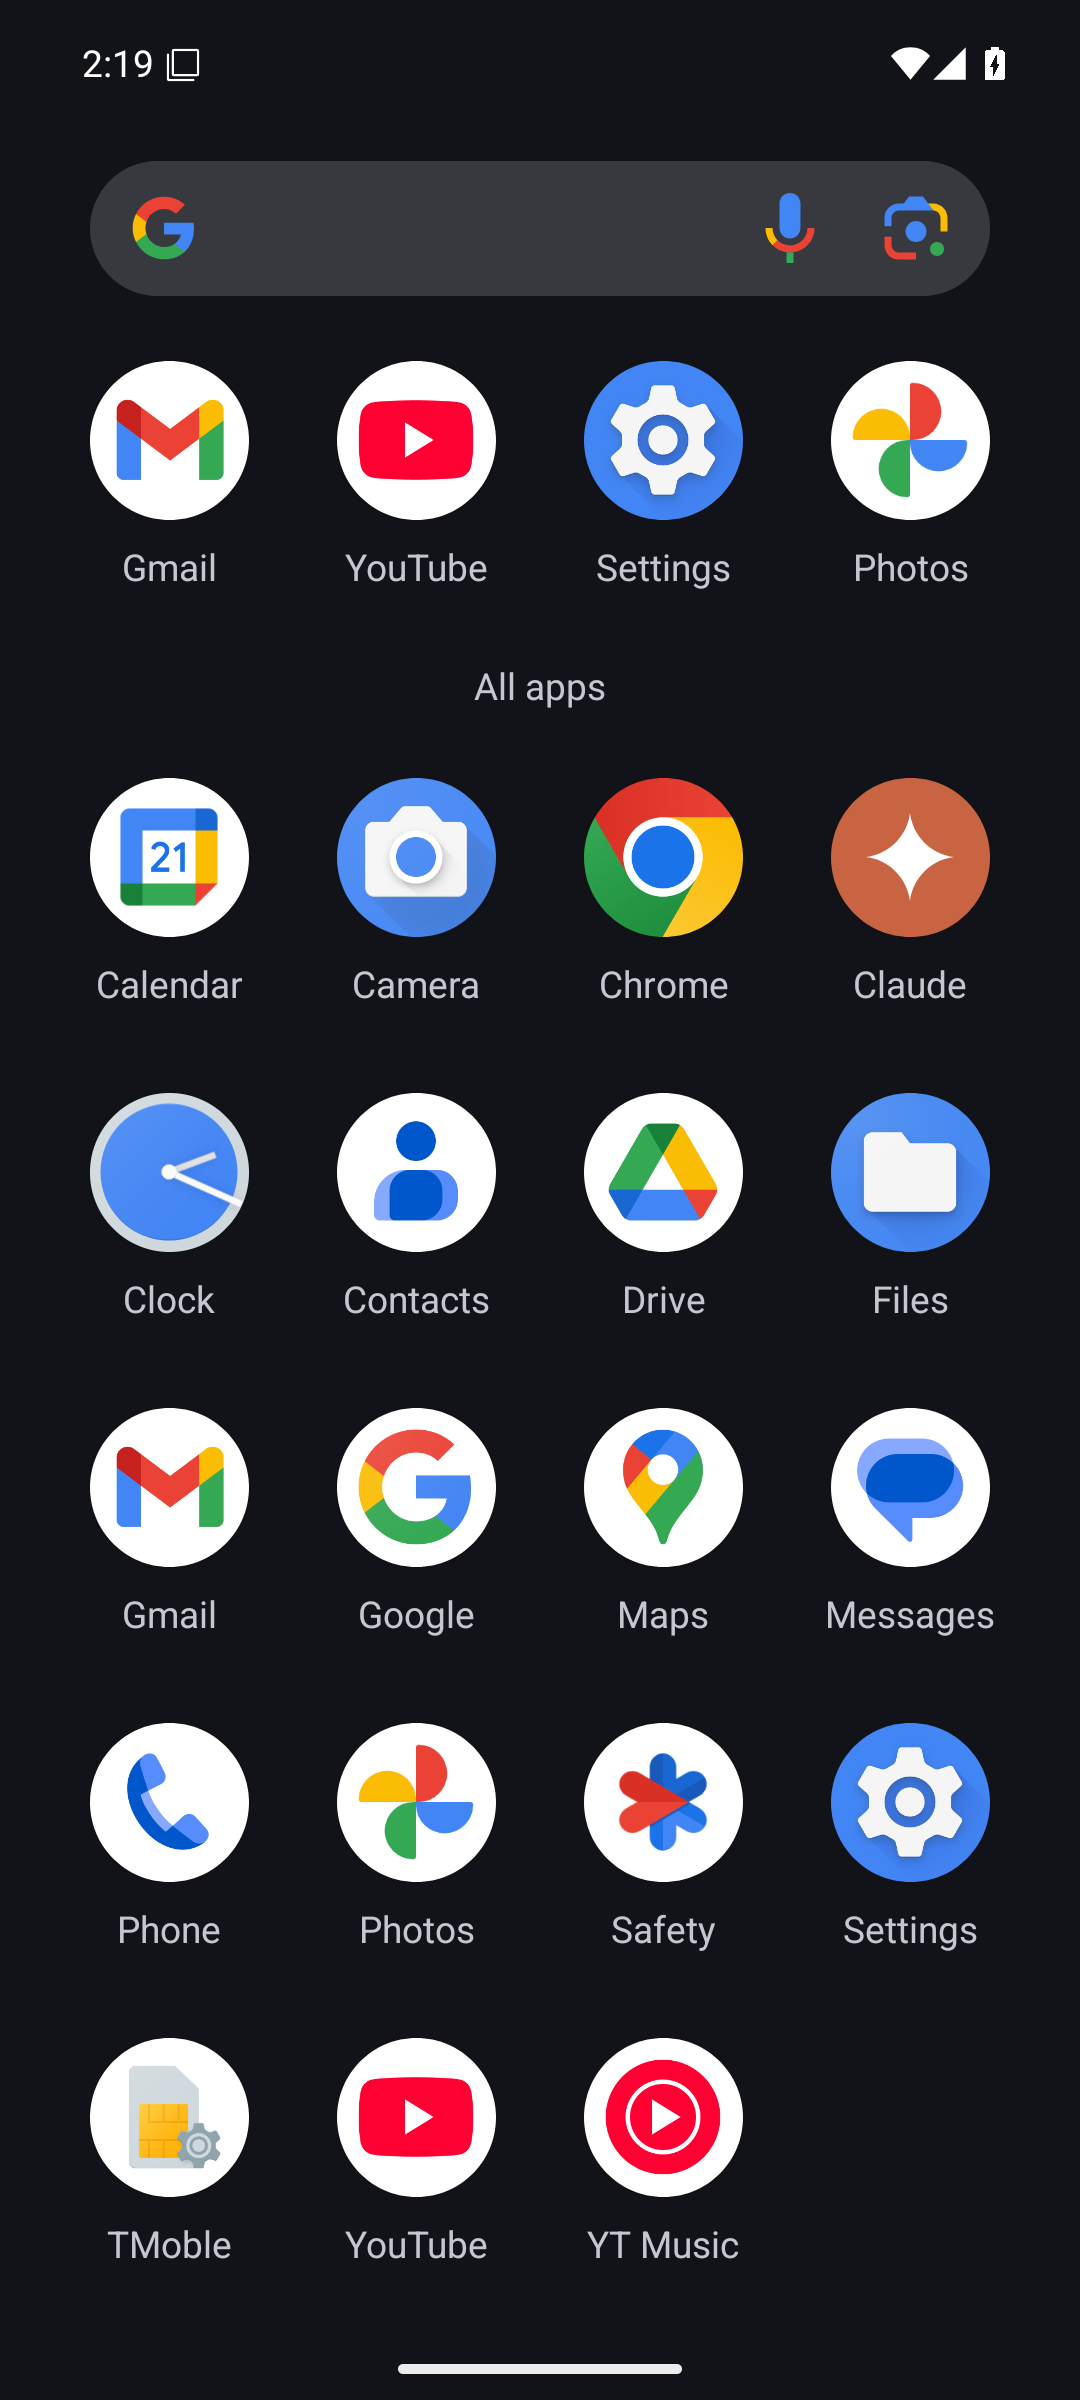 2:19
Gmail YouTube Settings Photos
All apps
21
Calendar Camera Chrome Claude
Clock Contacts Drive Files
Gmail Google Maps Messages
Phone Photos Safety Settings
TMoble YouTube YT Music